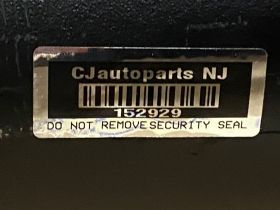 CJautoparts NJ
152929
DO NOT REMOVE SECURITY SEAL